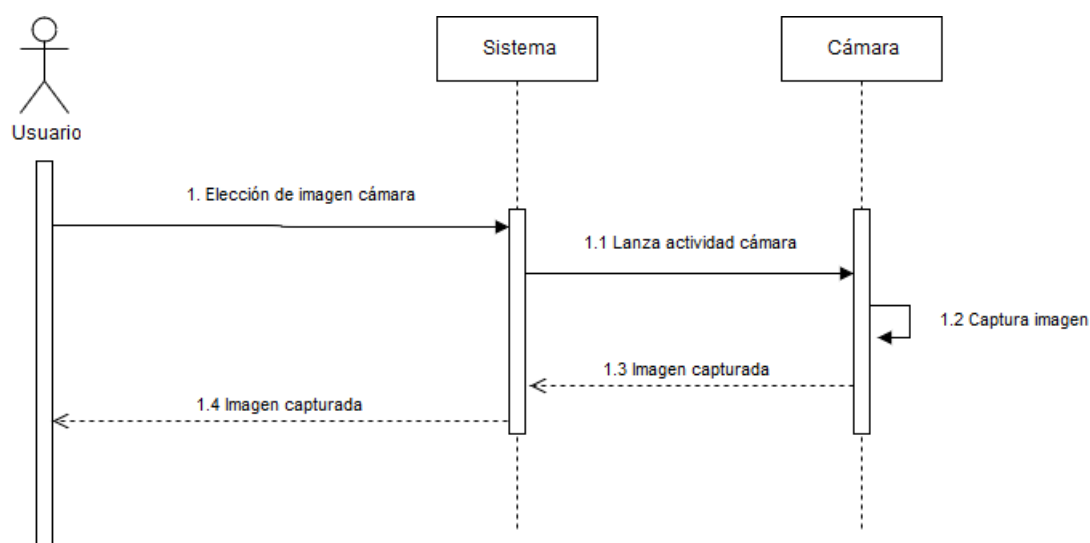 Sistema
Cámara
Usuario
1. Elección de imagen cámara
1.1 Lanza actividad cámara
1.2 Captura imagen
1.3 Imagen capturada
1.4 Imagen capturada